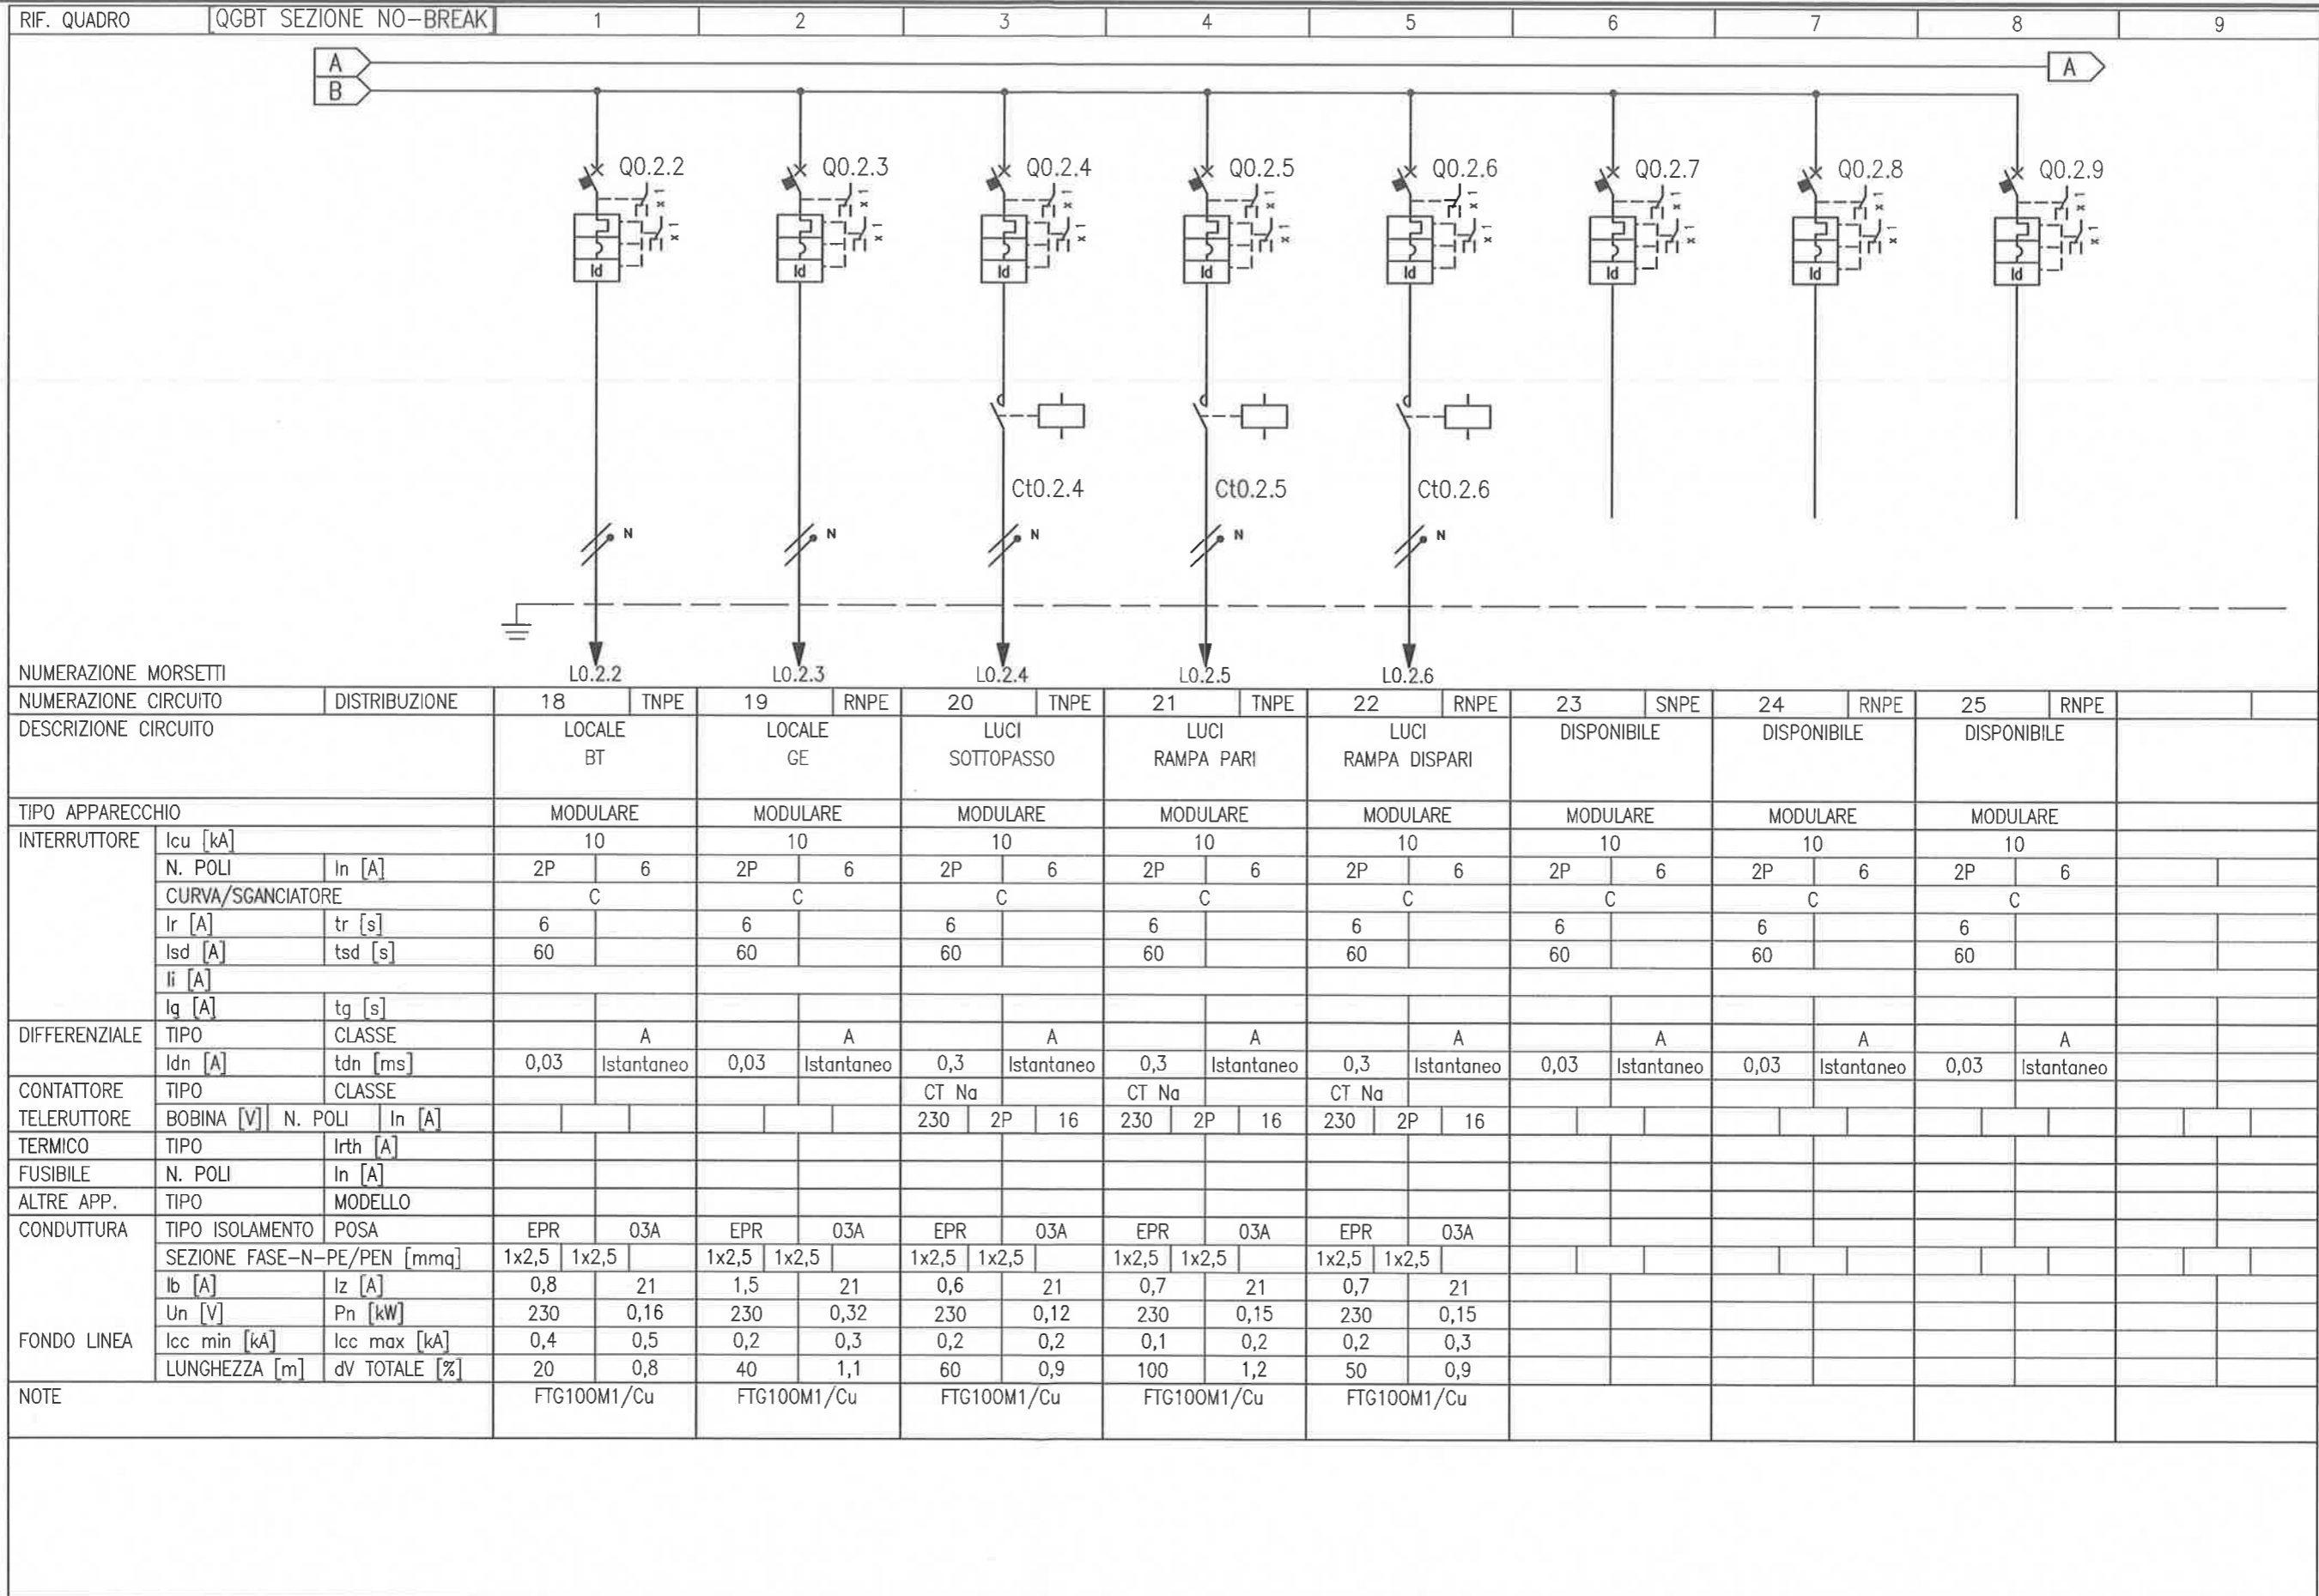 RIF. QUADRO [QGBT SEZIONE NO-BREAK] 1 2 3 4 5 6 7 8 9
A A
B
Q0.2.2 Q0.2.3 Q0.2.4 Q0.2.5 Q0.2.6 Q0.2.7 Q0.2.8 Q0.2.9
Id Id Id Id Id Id Id Id
Ct0.2.4 Ct0.2.5 Ct0.2.6
N N N N N
NUMERAZIONE MORSETTI L0.2.2 L0.2.3 L0.2.4 L0.2.5 L0.2.6
NUMERAZIONE CIRCUITO DISTRIBUZIONE 18 TNPE 19 RNPE 20 TNPE 21 TNPE 22 RNPE 23 SNPE 24 RNPE 25 RNPE
DESCRIZIONE CIRCUITO LOCALE LOCALE LUCI LUCI LUCI DISPONIBILE DISPONIBILE DISPONIBILE
BT GE SOTTOPASSO RAMPA PARI RAMPA DISPARI
TIPO APPARECCHIO MODULARE MODULARE MODULARE MODULARE MODULARE MODULARE MODULARE MODULARE
INTERRUTTORE Icu [kA] 10 10 10 10 10 10 10 10
N. POLI In [A] 2P 6 2P 6 2P 6 2P 6 2P 6 2P 6 2P 6 2P 6
CURVA/SGANCIATORE C C C C C C C C
Ir [A] tr [s] 6 6 6 6 6 6 6 6
Isd [A] tsd [s] 60 60 60 60 60 60 60 60
Ii [A]
Ig [A] tg [s]
DIFFERENZIALE TIPO CLASSE A A A A A A A A
Idn [A] tdn [ms] 0,03 Istantaneo 0,03 Istantaneo 0,3 Istantaneo 0,3 Istantaneo 0,3 Istantaneo 0,03 Istantaneo 0,03 Istantaneo 0,03 Istantaneo
CONTATTORE TIPO CLASSE CT Na CT Na CT Na
TELERUTTORE BOBINA [V] N. POLI In [A] 230 2P 16 230 2P 16 230 2P 16
TERMICO TIPO Irth [A]
FUSIBILE N. POLI In [A]
ALTRE APP. TIPO MODELLO
CONDUTTURA TIPO ISOLAMENTO POSA EPR 03A EPR 03A EPR 03A EPR 03A EPR 03A
SEZIONE FASE-N-PE/PEN [mmq] 1x2,5 1x2,5 1x2,5 1x2,5 1x2,5 1x2,5 1x2,5 1x2,5 1x2,5 1x2,5
Ib [A] Iz [A] 0,8 21 1,5 21 0,6 21 0,7 21 0,7 21
Un [V] Pn [kW] 230 0,16 230 0,32 230 0,12 230 0,15 230 0,15
FONDO LINEA Icc min [kA] Icc max [kA] 0,4 0,5 0,2 0,3 0,2 0,2 0,1 0,2 0,2 0,3
LUNGHEZZA [m] dV TOTALE [%] 20 0,8 40 1,1 60 0,9 100 1,2 50 0,9
NOTE FTG10OM1/Cu FTG10OM1/Cu FTG10OM1/Cu FTG10OM1/Cu FTG10OM1/Cu